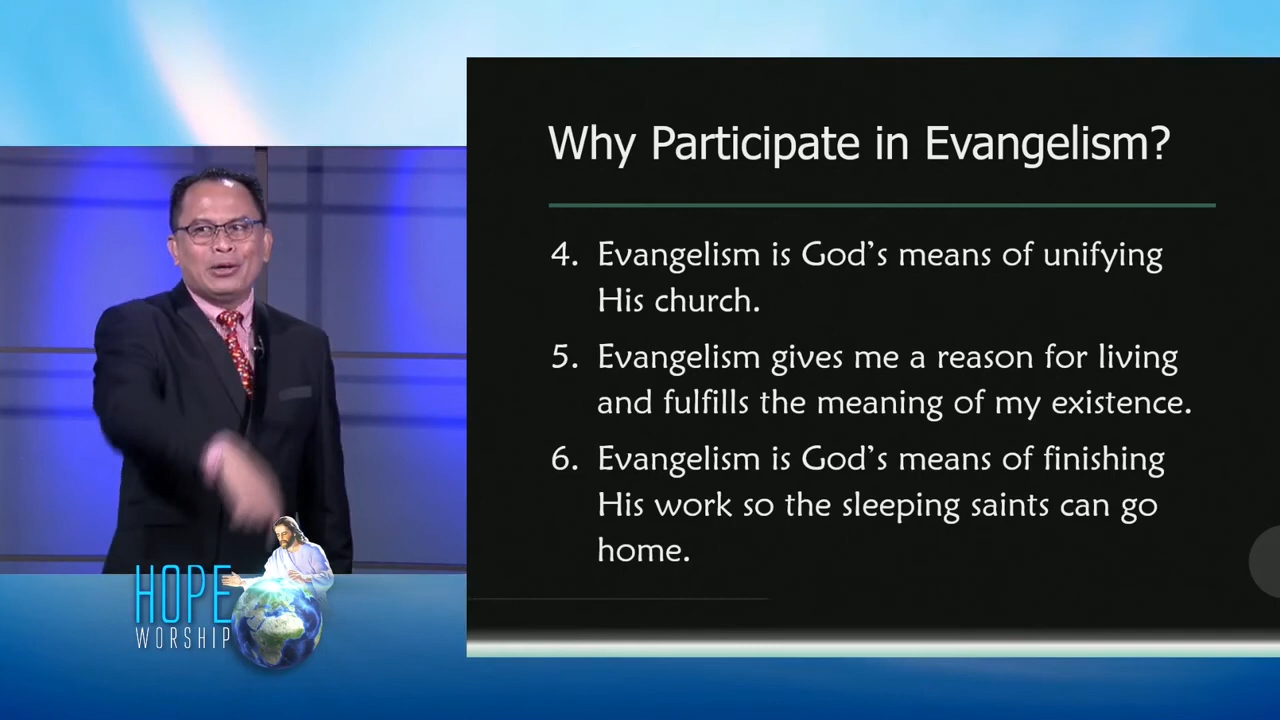 Why Participate in Evangelism?
4. Evangelism is God's means of unifying
His church.
5. Evangelism gives me a reason for living
and fulfills the meaning of my existence.
6. Evangelism is God's means of finishing
His work so the sleeping saints can go
home.
HOPE
WORSHIP